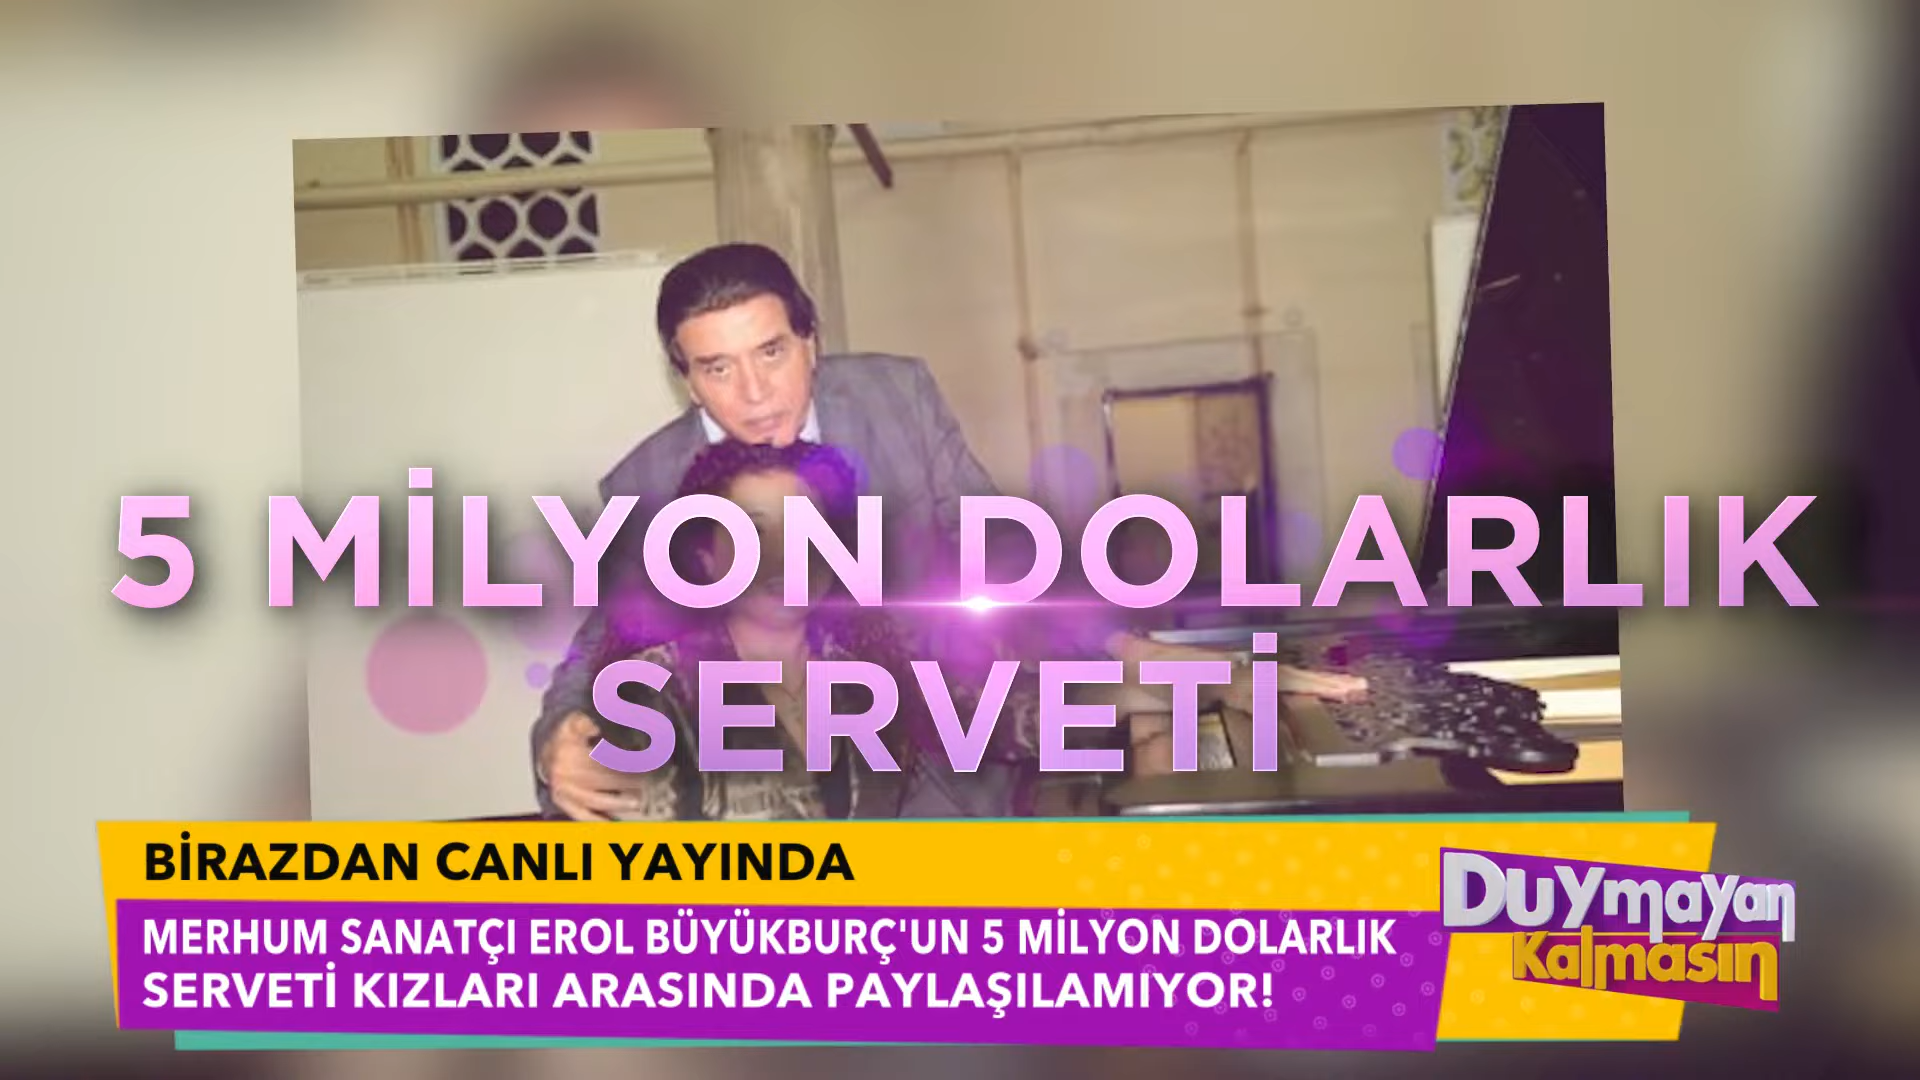 5 MİLYON DOLARLIK
SERVETİ
BİRAZDAN CANLI YAYINDA
MERHUM SANATÇI EROL BÜYÜKBURÇ'UN 5 MİLYON DOLARLIK
SERVETİ KIZLARI ARASINDA PAYLAŞILAMIYOR!
Duymayan
Kalmasın